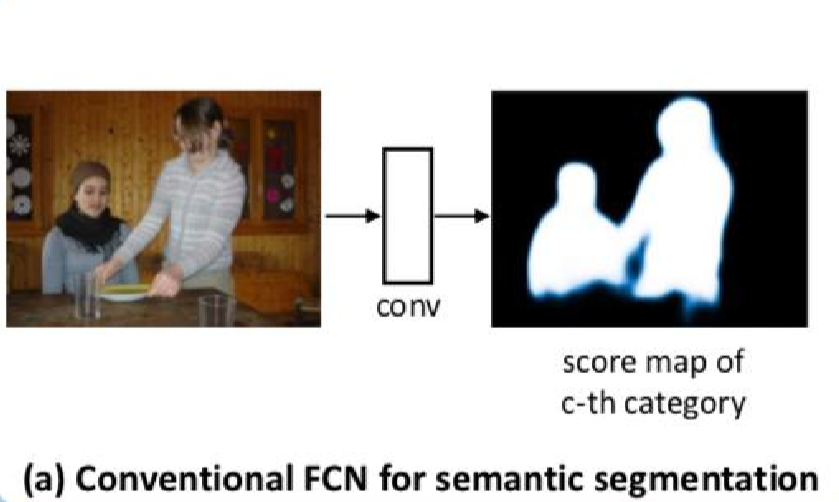 conv
score map of
c-th category
(a) Conventional FCN for semantic segmentation